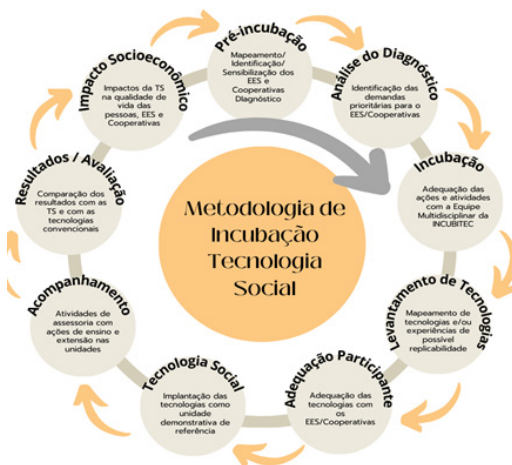 Pré-incubação
Mapeamento/
Identificação/
Sensibilização dos
EES e
Cooperativas
Diagnóstico
Análise do Diagnóstico
Identificação das
demandas
prioritárias para o
EES/Cooperativas
Incubação
Adequação das
ações e atividades
com a Equipe
Multidisciplinar da
INCUBITEC
Levantamento de Tecnologias
Mapeamento de
tecnologias e/ou
experiências de
possível
replicabilidade
Adequação Participante
Adequação das
tecnologias com
os
EES/Cooperativas
Tecnologia Social
Implantação das
tecnologias como
unidade
demonstrativa de
referência
Acompanhamento
Atividades de
assessoria com
ações de ensino e
extensão nas
unidades
Resultados / Avaliação
Comparação dos
resultados com as
TS e com as
tecnologias
convencionais
Impacto Socioeconômico
Impactos da TS
na qualidade de
vida das
pessoas, EES e
Cooperativas
Metodologia de
Incubação
Tecnologia
Social